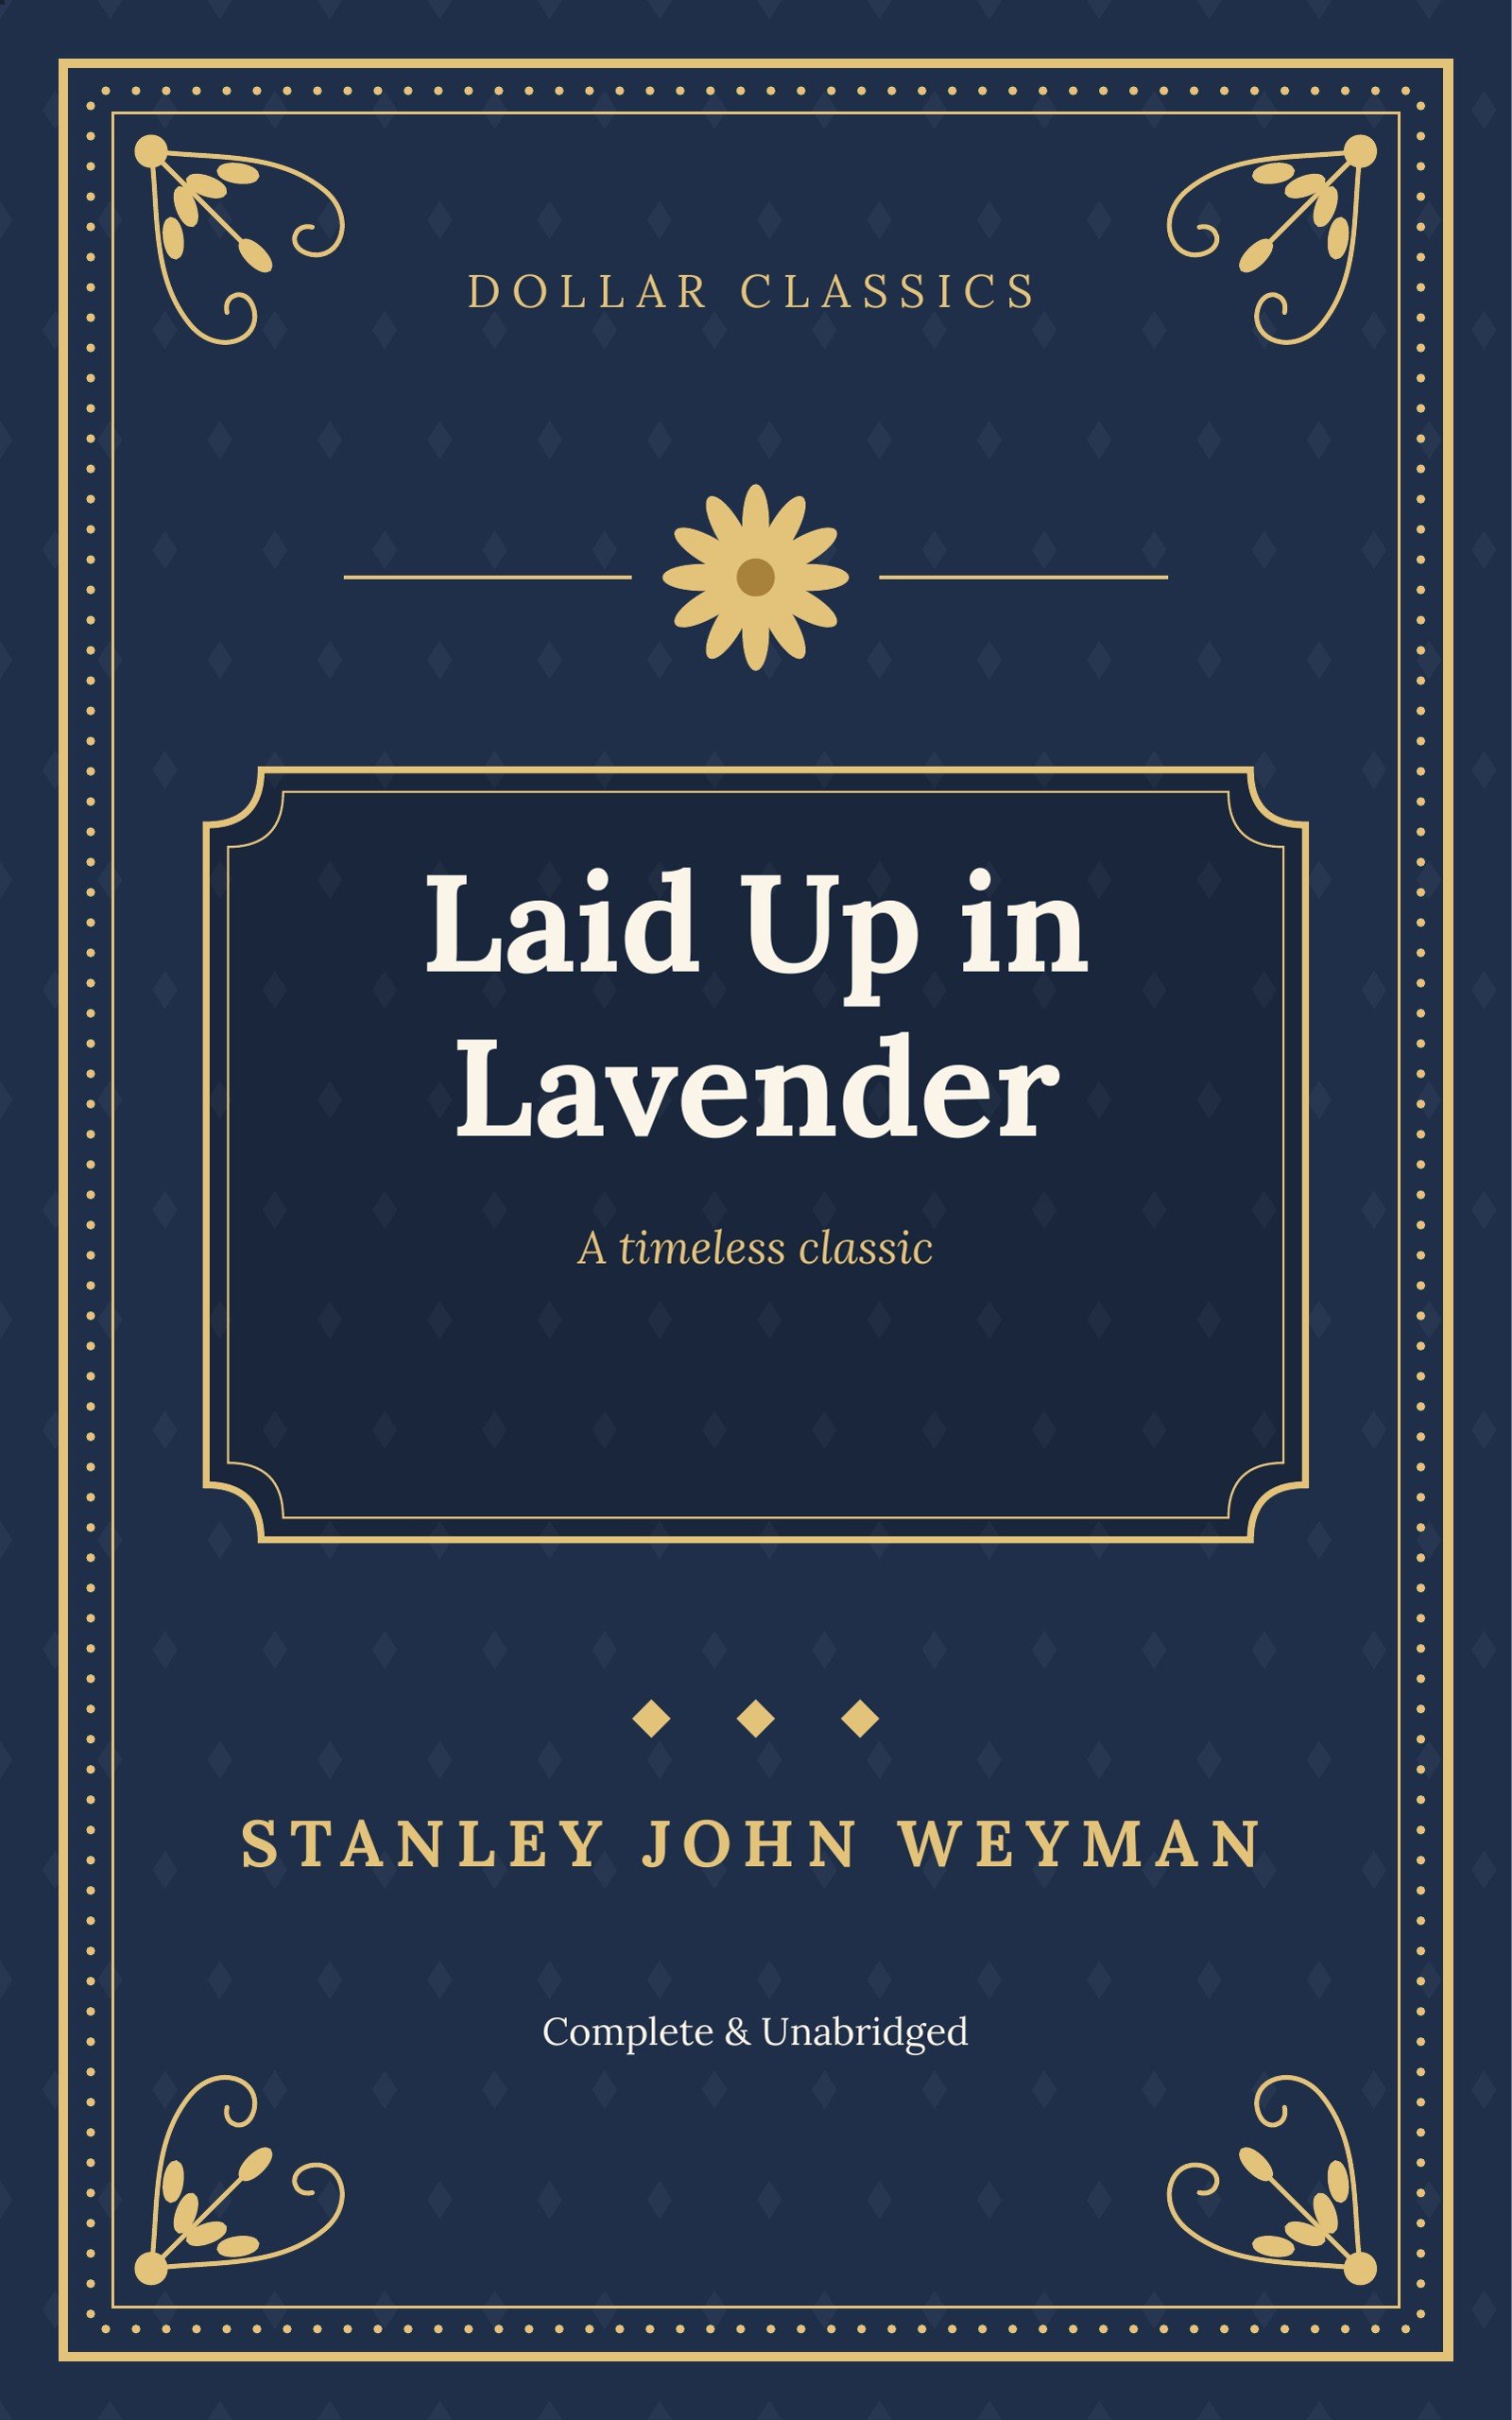 DOLLAR CLASSICS
Laid Up in
Lavender
A timeless classic
STANLEY JOHN WEYMAN
Complete & Unabridged